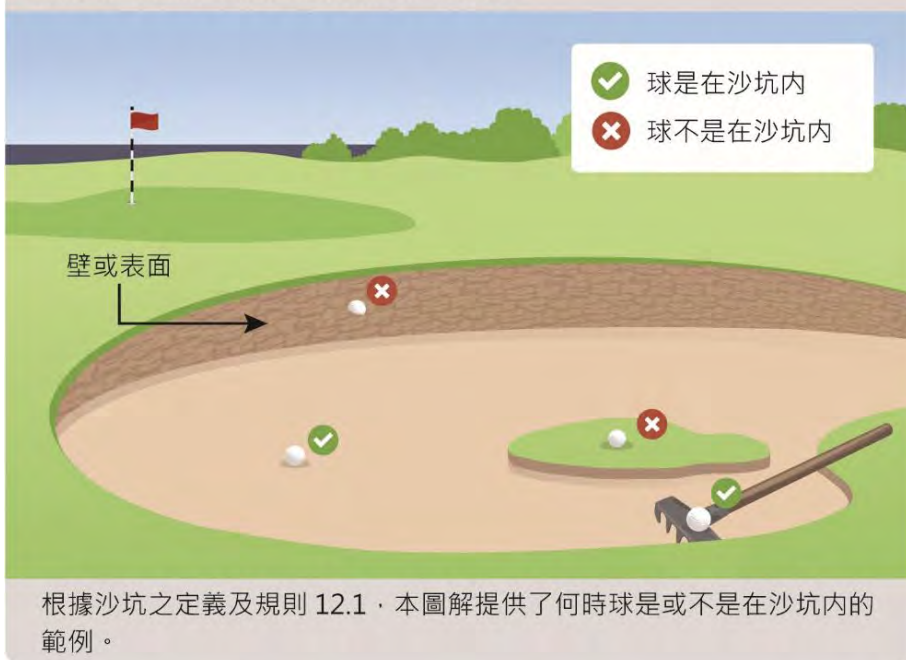 球是在沙坑內
球不是在沙坑內
壁或表面
根據沙坑之定義及規則 12.1，本圖解提供了何時球是或不是在沙坑內的
範例。